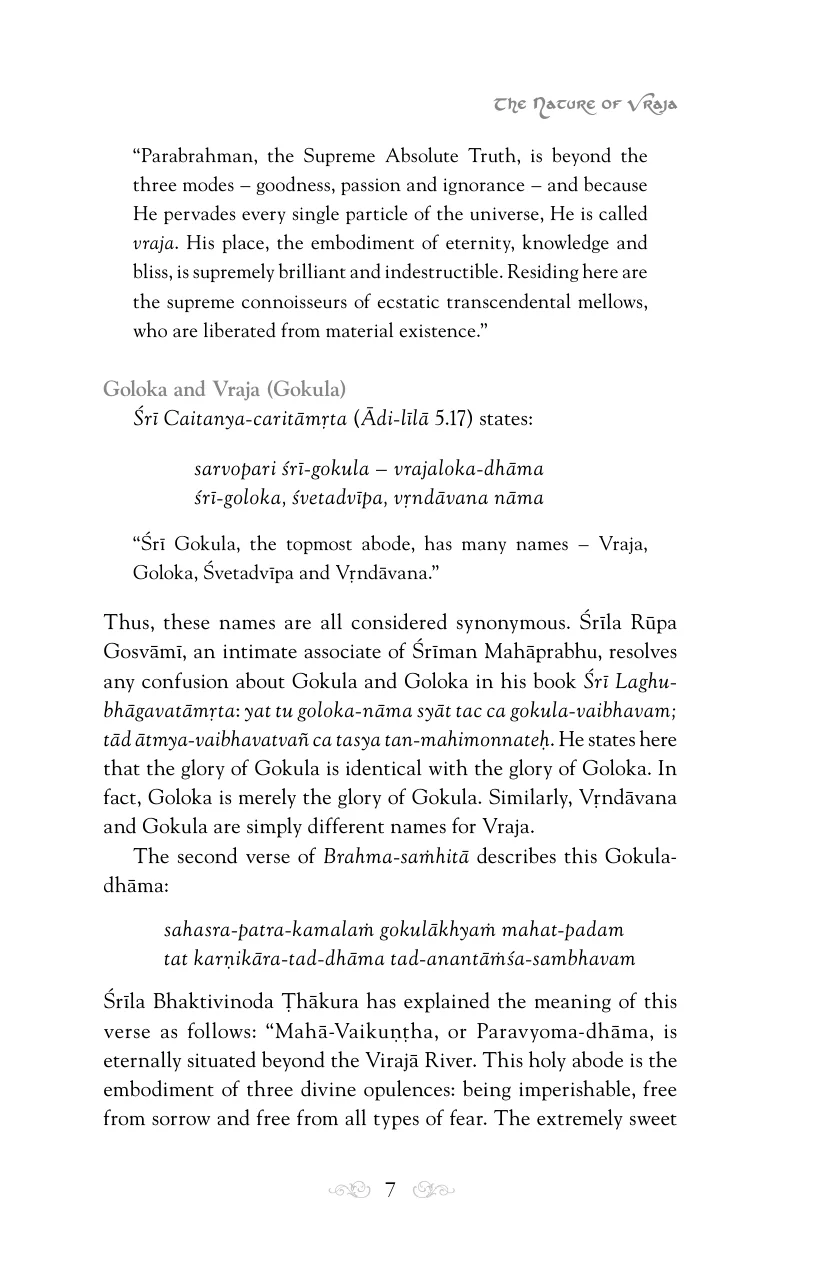 The Nature of Vraja
“Parabrahman, the Supreme Absolute Truth, is beyond the
three modes – goodness, passion and ignorance – and because
He pervades every single particle of the universe, He is called
vraja. His place, the embodiment of eternity, knowledge and
bliss, is supremely brilliant and indestructible. Residing here are
the supreme connoisseurs of ecstatic transcendental mellows,
who are liberated from material existence.”
Goloka and Vraja (Gokula)
Śrī Caitanya-caritāmṛta (Ādi-līlā 5.17) states:
sarvopari śrī-gokula – vrajaloka-dhāma
śrī-goloka, śvetadvīpa, vṛndāvana nāma
“Śrī Gokula, the topmost abode, has many names – Vraja,
Goloka, Śvetadvīpa and Vṛndāvana.”
Thus, these names are all considered synonymous. Śrīla Rūpa
Gosvāmī, an intimate associate of Śrīman Mahāprabhu, resolves
any confusion about Gokula and Goloka in his book Śrī Laghu-
bhāgavatāmṛta: yat tu goloka-nāma syāt tac ca gokula-vaibhavam;
tād ātmya-vaibhavatvañ ca tasya tan-mahimonnateḥ. He states here
that the glory of Gokula is identical with the glory of Goloka. In
fact, Goloka is merely the glory of Gokula. Similarly, Vṛndāvana
and Gokula are simply different names for Vraja.
The second verse of Brahma-saṁhitā describes this Gokula-
dhāma:
sahasra-patra-kamalaṁ gokulākhyaṁ mahat-padam
tat karṇikāra-tad-dhāma tad-anantāṁśa-sambhavam
Śrīla Bhaktivinoda Ṭhākura has explained the meaning of this
verse as follows: “Mahā-Vaikuṇṭha, or Paravyoma-dhāma, is
eternally situated beyond the Virajā River. This holy abode is the
embodiment of three divine opulences: being imperishable, free
from sorrow and free from all types of fear. The extremely sweet
7